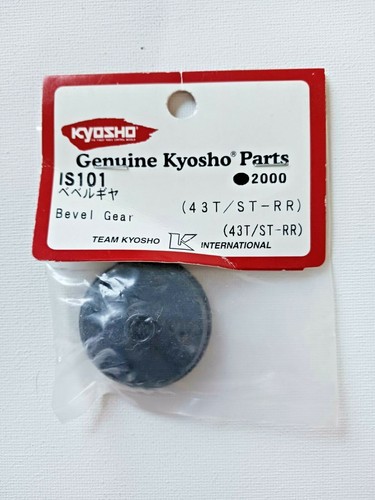 KYOSHO
Genuine Kyosho® Parts
IS101 ●2000
ベベルギヤ (43T/ST-RR)
Bevel Gear (43T/ST-RR)
TEAM KYOSHO K INTERNATIONAL